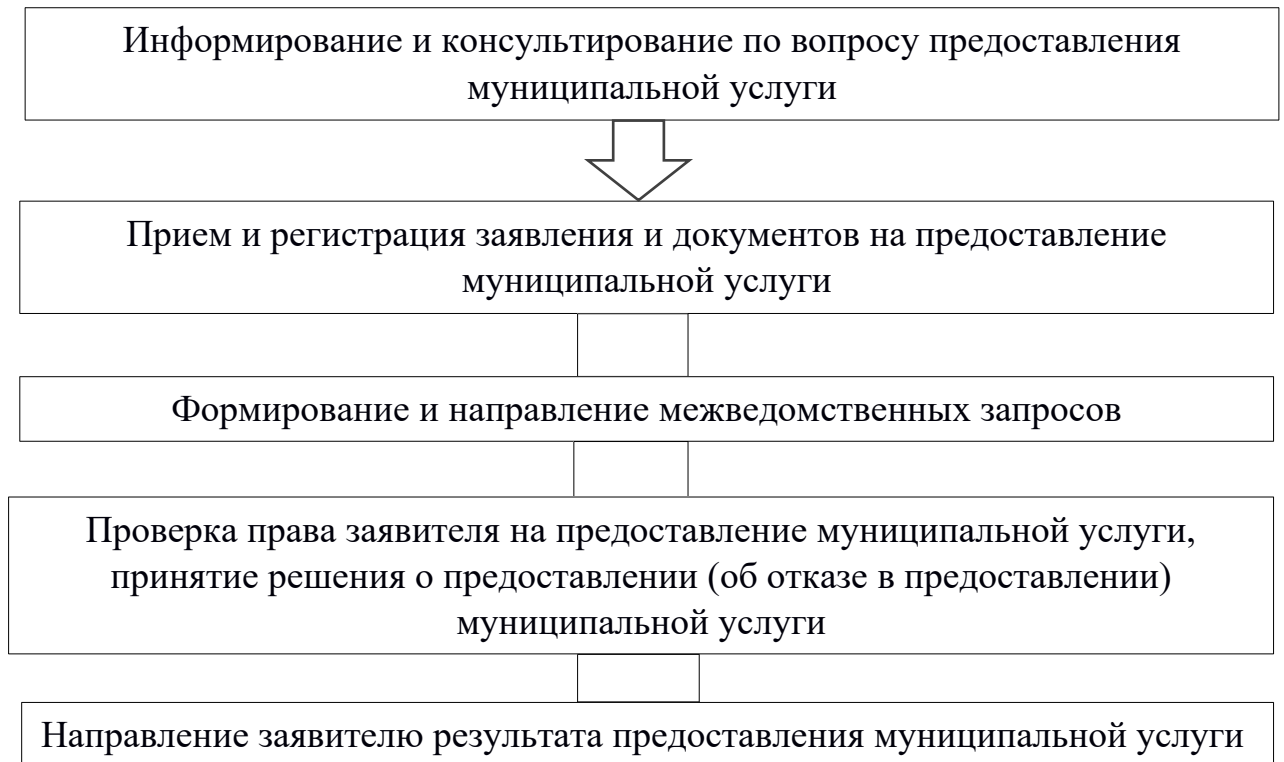 Информирование и консультирование по вопросу предоставления
муниципальной услуги
Прием и регистрация заявления и документов на предоставление
муниципальной услуги
Формирование и направление межведомственных запросов
Проверка права заявителя на предоставление муниципальной услуги,
принятие решения о предоставлении (об отказе в предоставлении)
муниципальной услуги
Направление заявителю результата предоставления муниципальной услуги